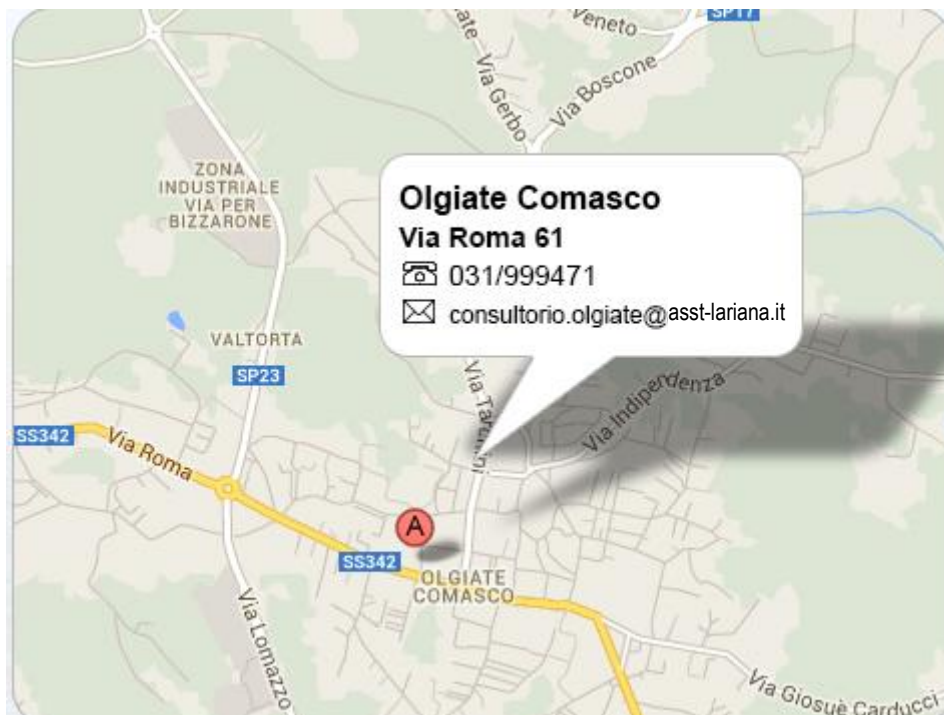 SP17
Veneto
Via Gerbo
Via Boscone
ZONA
INDUSTRIALE
VIA PER
BIZZARONE
Olgiate Comasco
Via Roma 61
031/999471
consultorio.olgiate@asst-lariana.it
VALTORTA
SP23
Via Indipendenza
SS342
Via Roma
A
SS342
OLGIATE
COMASCO
Via Lomazzo
Via Giosuè Carducci